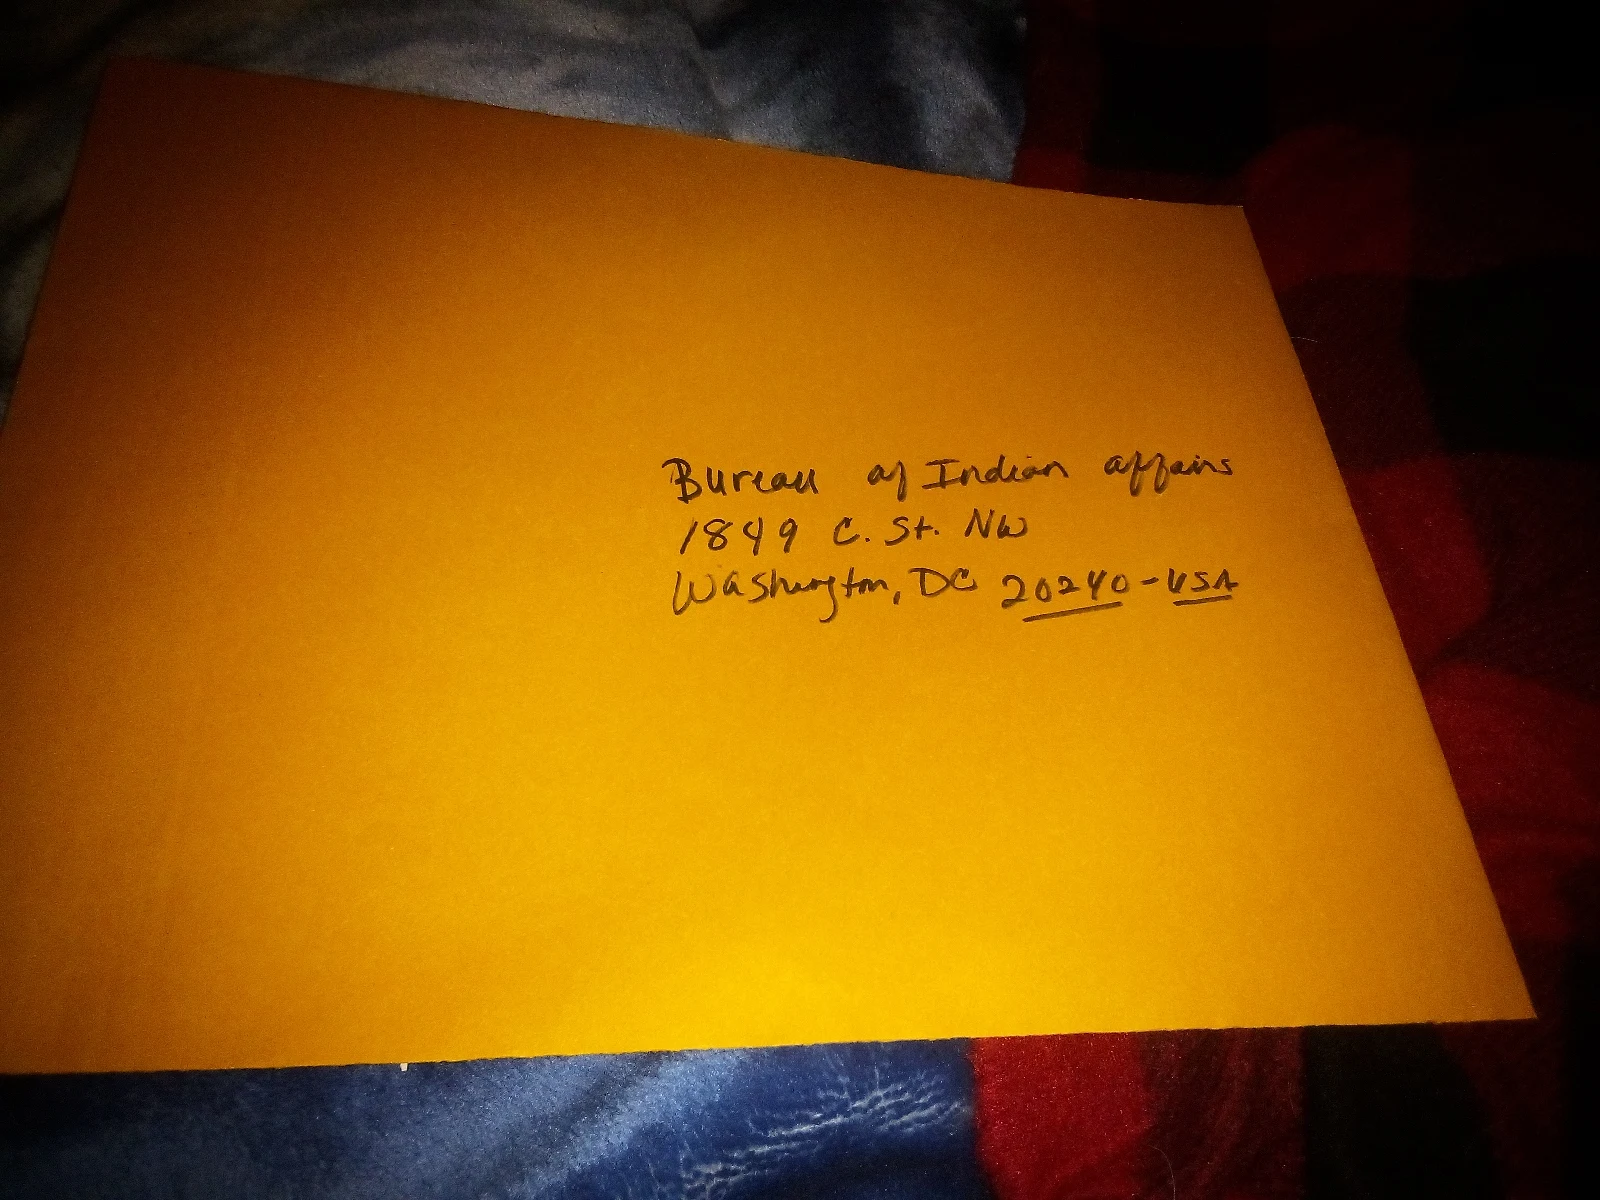 Bureau of Indian affairs
1849 C. St. NW
Washington, DC 20240-USA